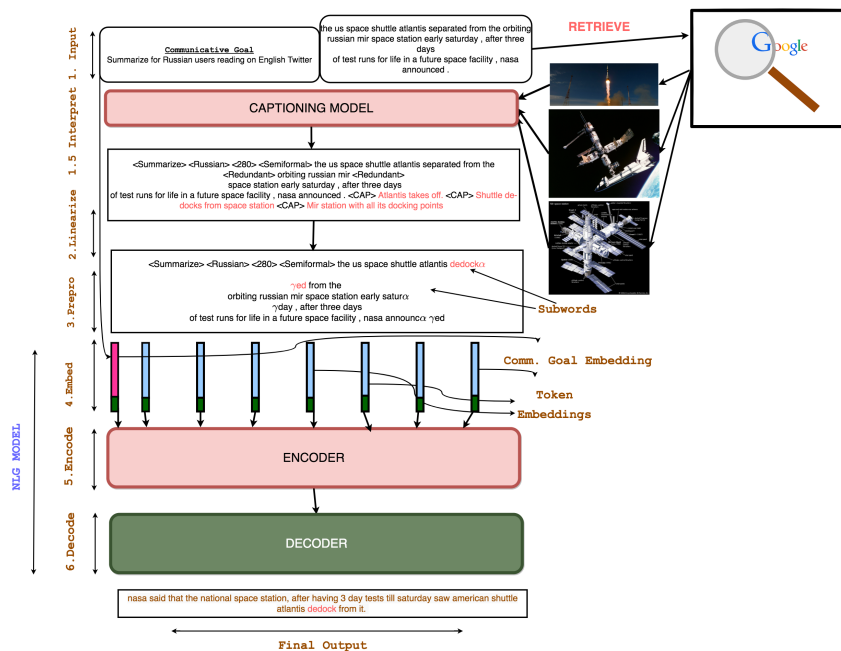 1. Input
Communicative Goal
Summarize for Russian users reading on English Twitter
the us space shuttle atlantis separated from the orbiting
russian mir space station early saturday , after three
days
of test runs for life in a future space facility , nasa
announced .
RETRIEVE
Google
1.5 Interpret
CAPTIONING MODEL
<Summarize> <Russian> <280> <Semiformal> the us space shuttle atlantis separated from the
<Redundant> orbiting russian mir <Redundant>
space station early saturday , after three days
of test runs for life in a future space facility , nasa announced . <CAP> Atlantis takes off. <CAP> Shuttle de-
docks from space station <CAP> Mir station with all its docking points
2.Linearize
3.Prepro
<Summarize> <Russian> <280> <Semiformal> the us space shuttle atlantis dedockα
γed from the
orbiting russian mir space station early saturα
γday , after three days
of test runs for life in a future space facility , nasa announcα γed
Subwords
4.Embed
Comm. Goal Embedding
Token
Embeddings
NLG MODEL
5.Encode
ENCODER
6.Decode
DECODER
nasa said that the national space station, after having 3 day tests till saturday saw american shuttle
atlantis dedock from it.
Final Output